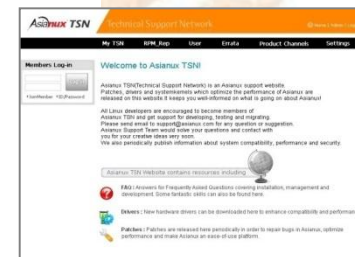 Asianux TSN
Technical Support Network
My TSN RPM_Rep User Errata Product Channels Settings
Members Log-in
Welcome to Asianux TSN!
Asianux TSN(Technical Support Network) is an Asianux support website.
Patches, drivers and systemkernels which optimize the performance of Asianux are
released on this website.It keeps you well-informed on what is going on about Asianux!
All Linux developers are encouraged to become members of
Asianux TSN and get support for developing, testing and migrating.
Please send email to support@asianux.com for any question or suggestion.
Asianux Support Team would solve your questions and contact with
you for your creative ideas very soon.
We also periodically publish information about system compatibility, performance and security.
Asianux TSN Website contains resources including
FAQ : Answers for Frequently Asked Questions covering installation, management and
development. Some fantastic skills can also be found here.
Drivers : New hardware drivers can be downloaded here to enhance compatibility and performance
Patches : Patches are released here periodically in order to repair bugs in Asianux, optimize
performance and make Asianux an ease-of-use platform.